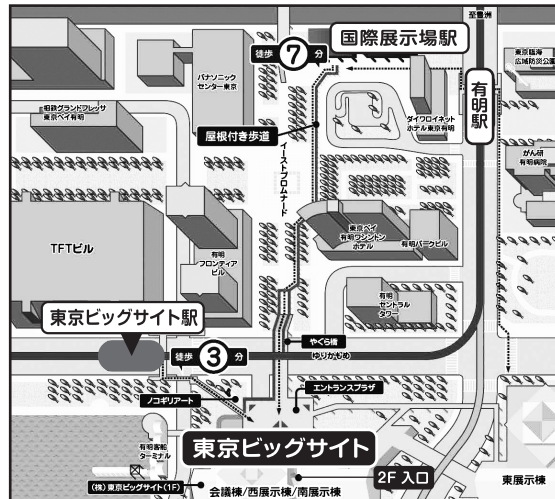 至豊洲
国際展示場駅
徒歩 7 分
パナソニック
センター東京
東京臨海
広域防災公園
有明駅
相鉄グランドフレッサ
東京ベイ有明
屋根付き歩道
ダイワロイネット
ホテル東京有明
がん研
有明病院
イーストプロムナード
東京ベイ
有明ワシントン
ホテル
有明パークビル
TFTビル
有明
フロンティア
ビル
有明
セントラル
タワー
東京ビッグサイト駅
やぐら橋
徒歩 3 分
ゆりかもめ
ノコギリアート
エントランスプラザ
東京ビッグサイト
有明客船
ターミナル
2F 入口
(株)東京ビッグサイト(1F)
会議棟/西展示棟/南展示棟
東展示棟